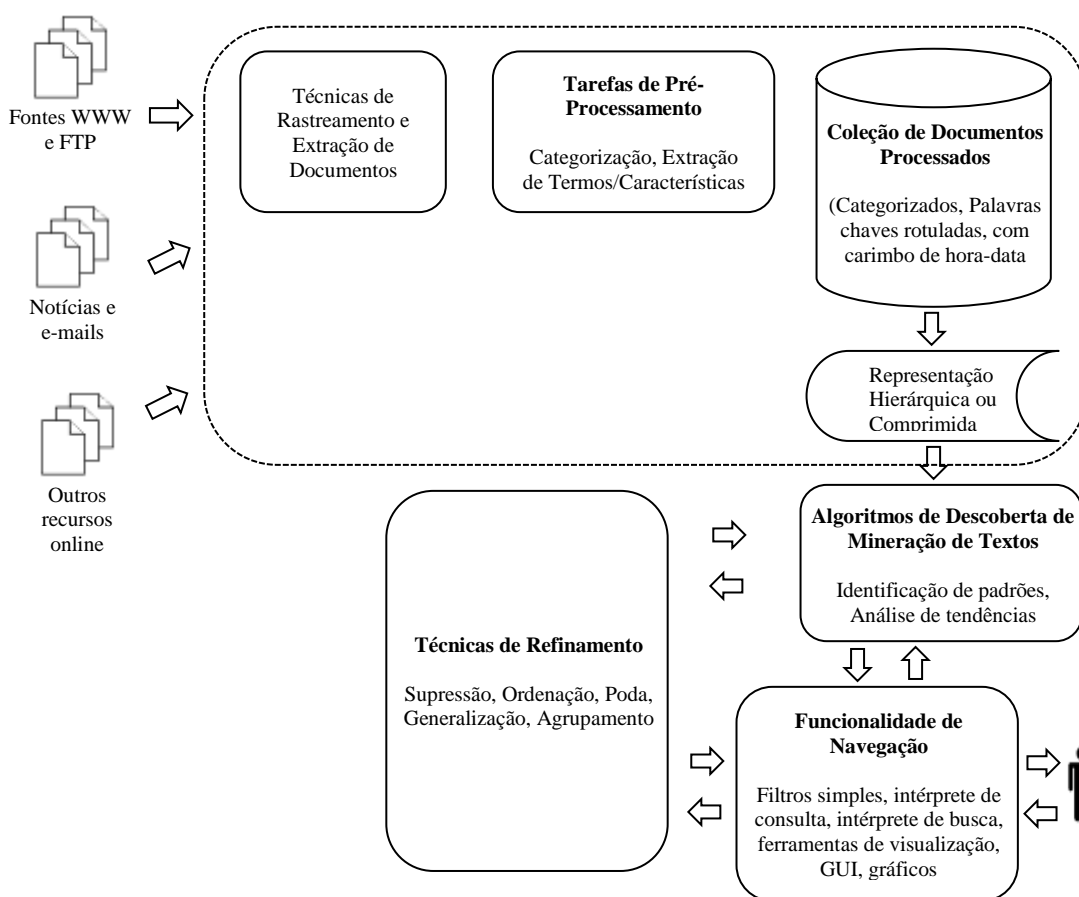 Fontes WWW
e FTP
Notícias e
e-mails
Outros
recursos
online
Técnicas de
Rastreamento e
Extração de
Documentos
Tarefas de Pré-
Processamento
Categorização, Extração
de Termos/Características
Coleção de Documentos
Processados
(Categorizados, Palavras
chaves rotuladas, com
carimbo de hora-data
Representação
Hierárquica ou
Comprimida
Algoritmos de Descoberta de
Mineração de Textos
Identificação de padrões,
Análise de tendências
Técnicas de Refinamento
Supressão, Ordenação, Poda,
Generalização, Agrupamento
Funcionalidade de
Navegação
Filtros simples, intérprete de
consulta, intérprete de busca,
ferramentas de visualização,
GUI, gráficos